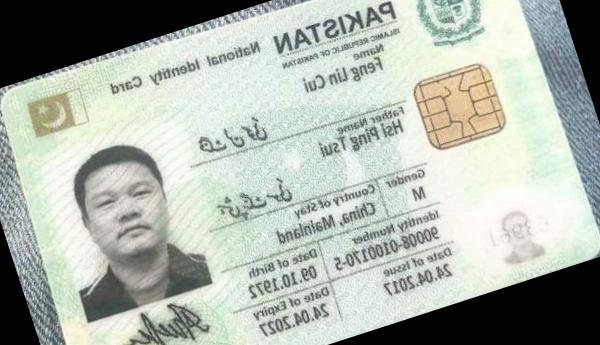 PAKISTAN National Identity Card
ISLAMIC REPUBLIC OF PAKISTAN
Name
Feng Lin Cui
Father Name
Hsi Ping Tsui
Gender Country of Stay
M China, Mainland
Identity Number Date of Birth
90008-0100170-5 09.10.1972
Date of Issue Date of Expiry
24.04.2017 24.04.2027